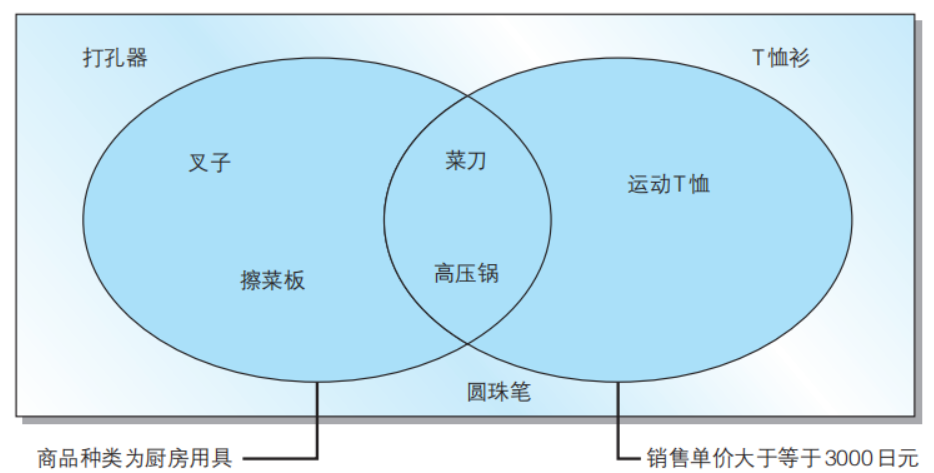 打孔器
T恤衫
叉子
菜刀
运动T恤
擦菜板
高压锅
圆珠笔
商品种类为厨房用具
销售单价大于等于3000日元